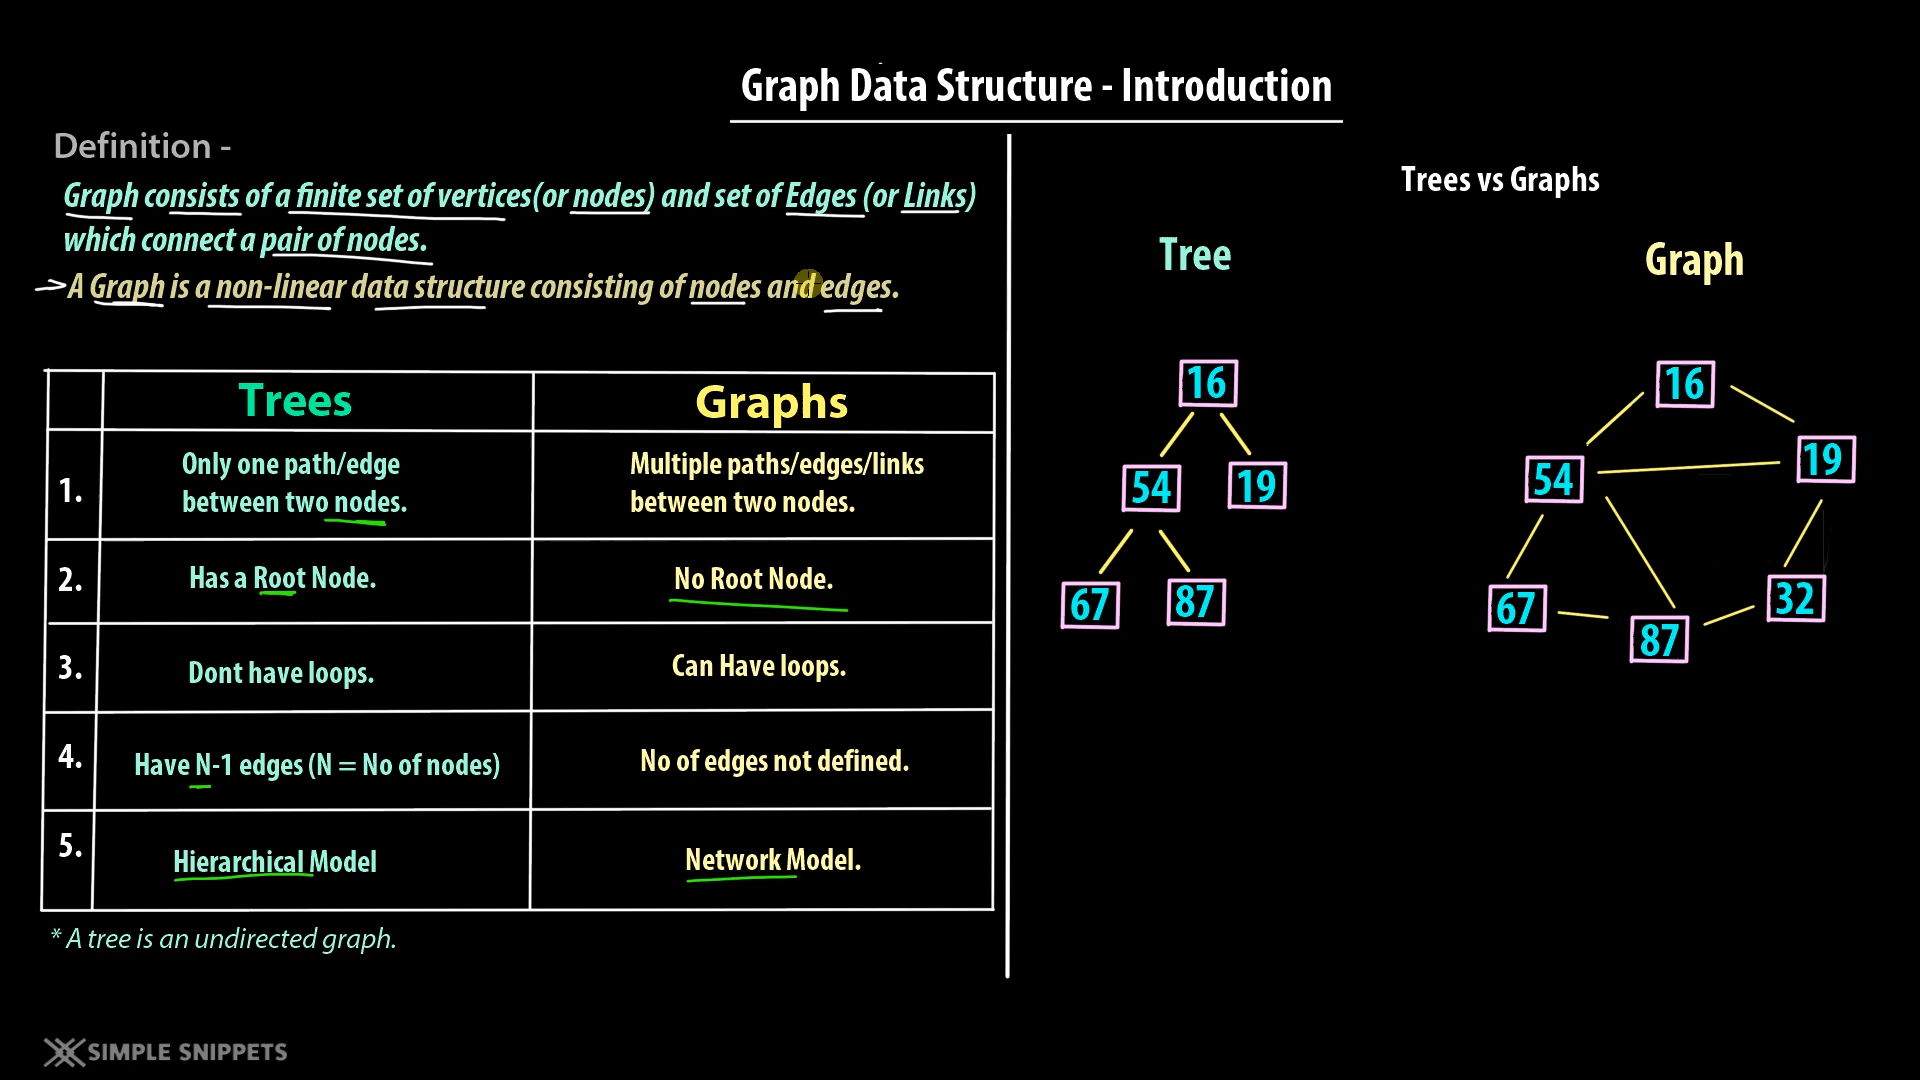 Graph Data Structure - Introduction
Definition -
Graph consists of a finite set of vertices(or nodes) and set of Edges (or Links)
which connect a pair of nodes.
A Graph is a non-linear data structure consisting of nodes and edges.
Trees
Graphs
1.
Only one path/edge
between two nodes.
Multiple paths/edges/links
between two nodes.
2.
Has a Root Node.
No Root Node.
3.
Dont have loops.
Can Have loops.
4.
Have N-1 edges (N = No of nodes)
No of edges not defined.
5.
Hierarchical Model
Network Model.
* A tree is an undirected graph.
Trees vs Graphs
Tree
16
54
19
67
87
Graph
16
19
54
67
32
87
SIMPLE SNIPPETS